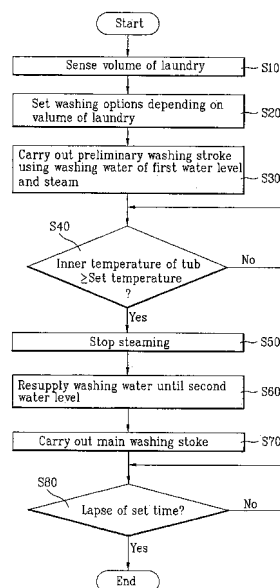 Start
Sense volume of laundry
S10
Set washing options depending on
volume of laundry
S20
Carry out preliminary washing stroke
using washing water of first water level
and steam
S30
S40
Inner temperature of tub
≥Set temperature
?
No
Yes
Stop steaming
S50
Resupply washing water until second
water level
S60
Carry out main washing stoke
S70
S80
Lapse of set time?
No
Yes
End